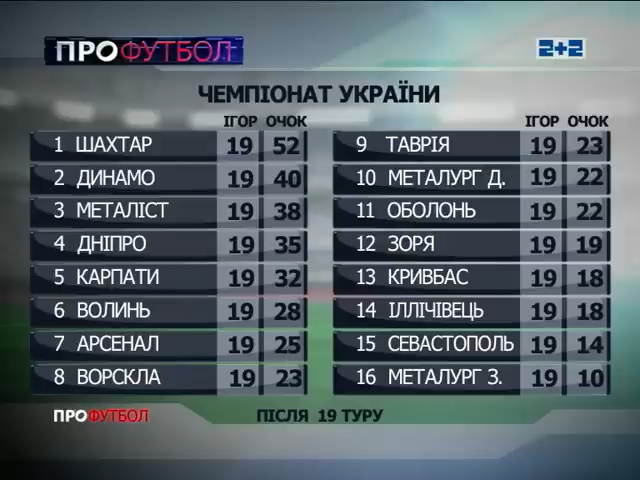 ПРОФУТБОЛ
2+2
ЧЕМПІОНАТ УКРАЇНИ
ІГОР ОЧОК
1 ШАХТАР 19 52
2 ДИНАМО 19 40
3 МЕТАЛІСТ 19 38
4 ДНІПРО 19 35
5 КАРПАТИ 19 32
6 ВОЛИНЬ 19 28
7 АРСЕНАЛ 19 25
8 ВОРСКЛА 19 23
ІГОР ОЧОК
9 ТАВРІЯ 19 23
10 МЕТАЛУРГ Д. 19 22
11 ОБОЛОНЬ 19 22
12 ЗОРЯ 19 19
13 КРИВБАС 19 18
14 ІЛЛІЧІВЕЦЬ 19 18
15 СЕВАСТОПОЛЬ 19 14
16 МЕТАЛУРГ З. 19 10
ПРОФУТБОЛ
ПІСЛЯ 19 ТУРУ